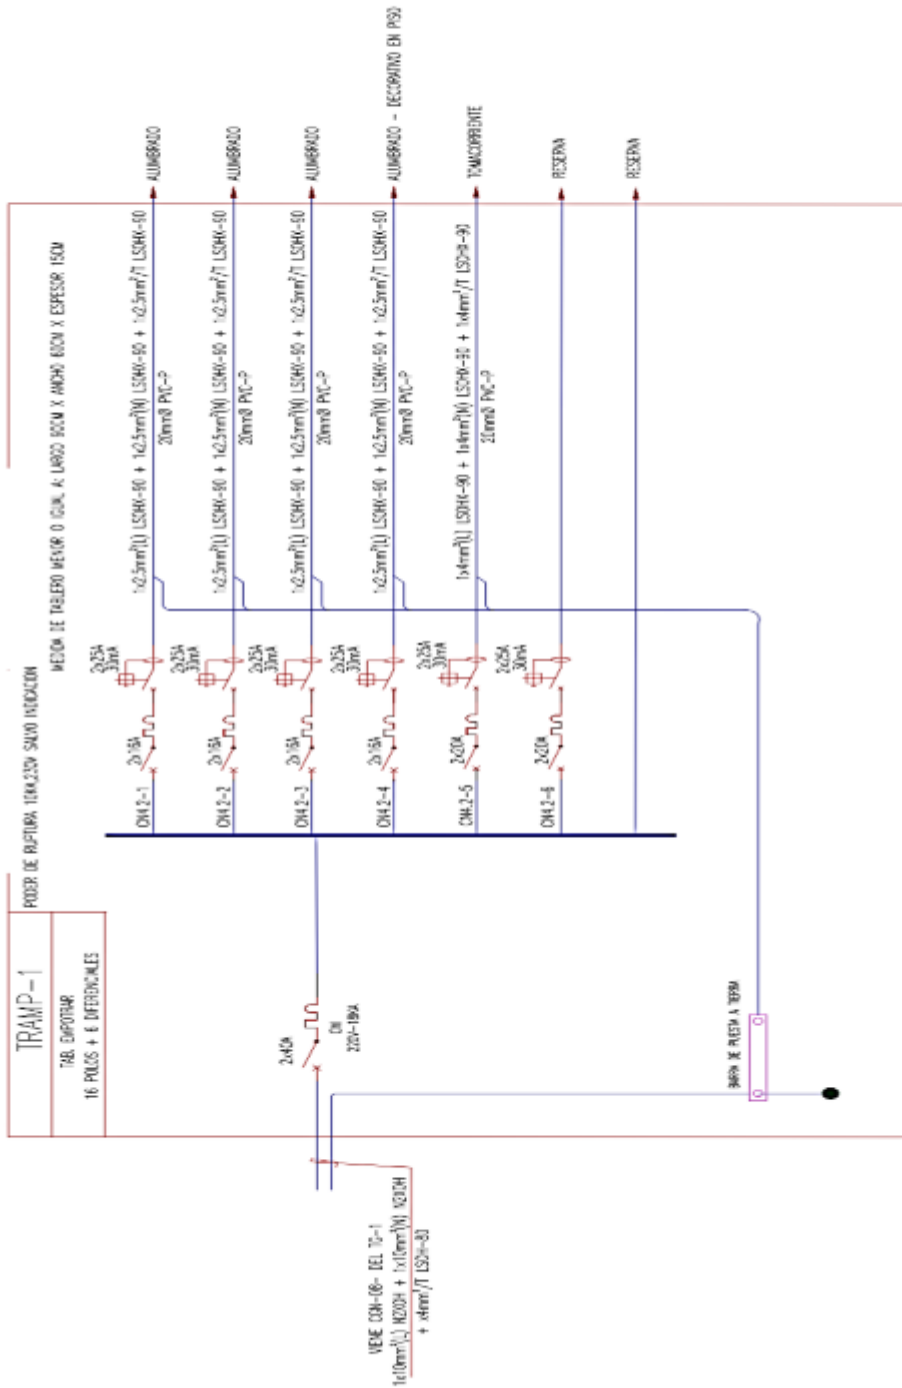 TRAMP-1
TAB. EMPOTRAR
16 POLOS + 6 DIFERENCIALES
PODER DE RUPTURA 10KA,230V SALVO INDICACION
MEDIDA DE TABLERO MENOR O IGUAL A: LARGO 90CM X ANCHO 60CM X ESPESOR 15CM
VIENE CGN-08- DEL TG-1
1x10mm²(L) N2XOH + 1x10mm²(N) N2XOH
+ x4mm²/T LSOH-80
2x40A
CN
220V-18KA
CN4.2-1
2x16A
2x25A
30mA
1x2.5mm²(L) LSOHX-90 + 1x2.5mm²(N) LSOHX-90 + 1x2.5mm²/T LSOHX-90
20mmØ PVC-P
ALUMBRADO
CN4.2-2
2x16A
2x25A
30mA
1x2.5mm²(L) LSOHX-90 + 1x2.5mm²(N) LSOHX-90 + 1x2.5mm²/T LSOHX-90
20mmØ PVC-P
ALUMBRADO
CN4.2-3
2x16A
2x25A
30mA
1x2.5mm²(L) LSOHX-90 + 1x2.5mm²(N) LSOHX-90 + 1x2.5mm²/T LSOHX-90
20mmØ PVC-P
ALUMBRADO
CN4.2-4
2x16A
2x25A
30mA
1x2.5mm²(L) LSOHX-90 + 1x2.5mm²(N) LSOHX-90 + 1x2.5mm²/T LSOHX-90
20mmØ PVC-P
ALUMBRADO - DECORATIVO EN PISO
CN4.2-5
2x20A
2x25A
30mA
1x4mm²(L) LSOHX-90 + 1x4mm²(N) LSOHX-90 + 1x4mm²/T LSOHX-90
20mmØ PVC-P
TOMACORRIENTE
CN4.2-6
2x20A
2x25A
30mA
RESERVA
RESERVA
BARRA DE PUESTA A TIERRA